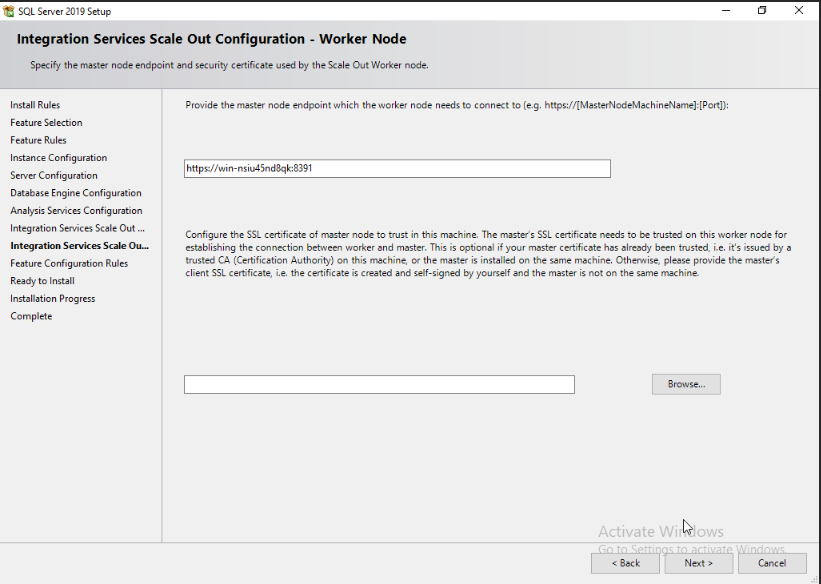 SQL Server 2019 Setup
Integration Services Scale Out Configuration - Worker Node
Specify the master node endpoint and security certificate used by the Scale Out Worker node.
Install Rules
Feature Selection
Feature Rules
Instance Configuration
Server Configuration
Database Engine Configuration
Analysis Services Configuration
Integration Services Scale Out ...
Integration Services Scale Ou...
Feature Configuration Rules
Ready to Install
Installation Progress
Complete
Provide the master node endpoint which the worker node needs to connect to (e.g. https://[MasterNodeMachineName]:[Port]):
https://win-nsiu45nd8qk:8391
Configure the SSL certificate of master node to trust in this machine. The master's SSL certificate needs to be trusted on this worker node for
establishing the connection between worker and master. This is optional if your master certificate has already been trusted, i.e. it's issued by a
trusted CA (Certification Authority) on this machine, or the master is installed on the same machine. Otherwise, please provide the master's
client SSL certificate, i.e. the certificate is created and self-signed by yourself and the master is not on the same machine.
Browse...
Activate Windows
Go to Settings to activate Windows.
< Back
Next >
Cancel